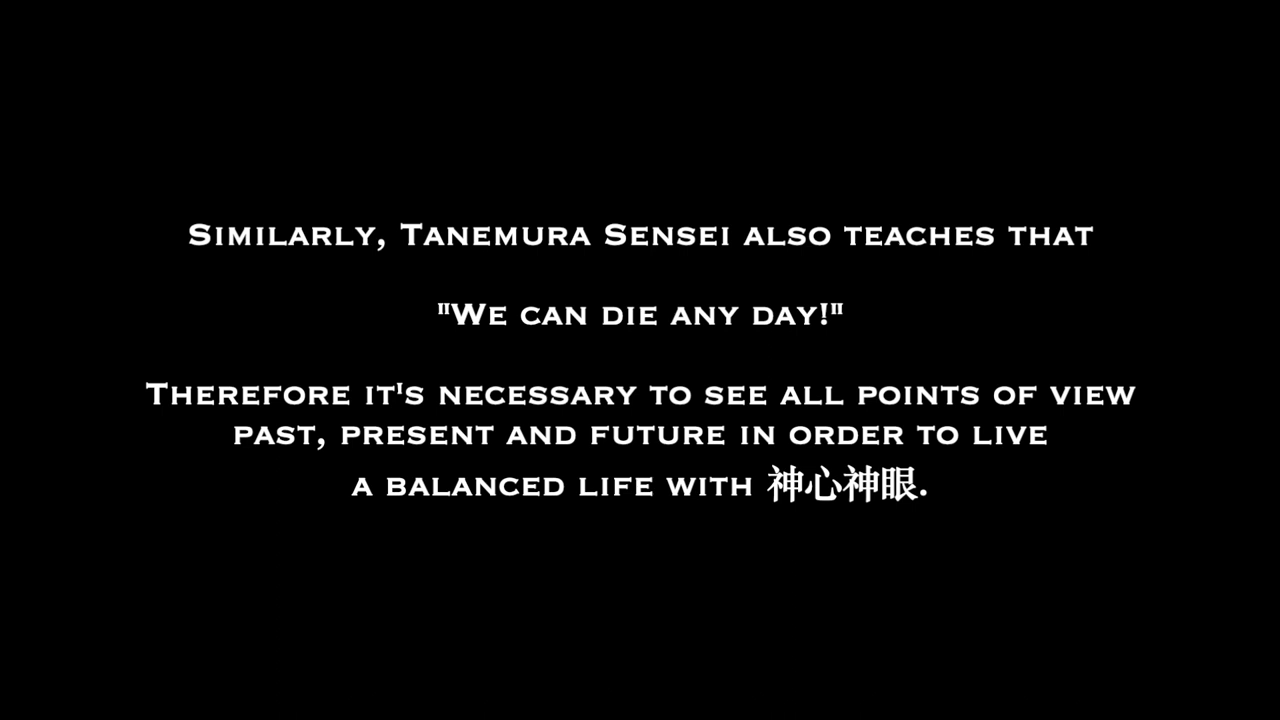 Similarly, Tanemura Sensei also teaches that
"We can die any day!"
Therefore it's necessary to see all points of view
past, present and future in order to live
a balanced life with 神心神眼.